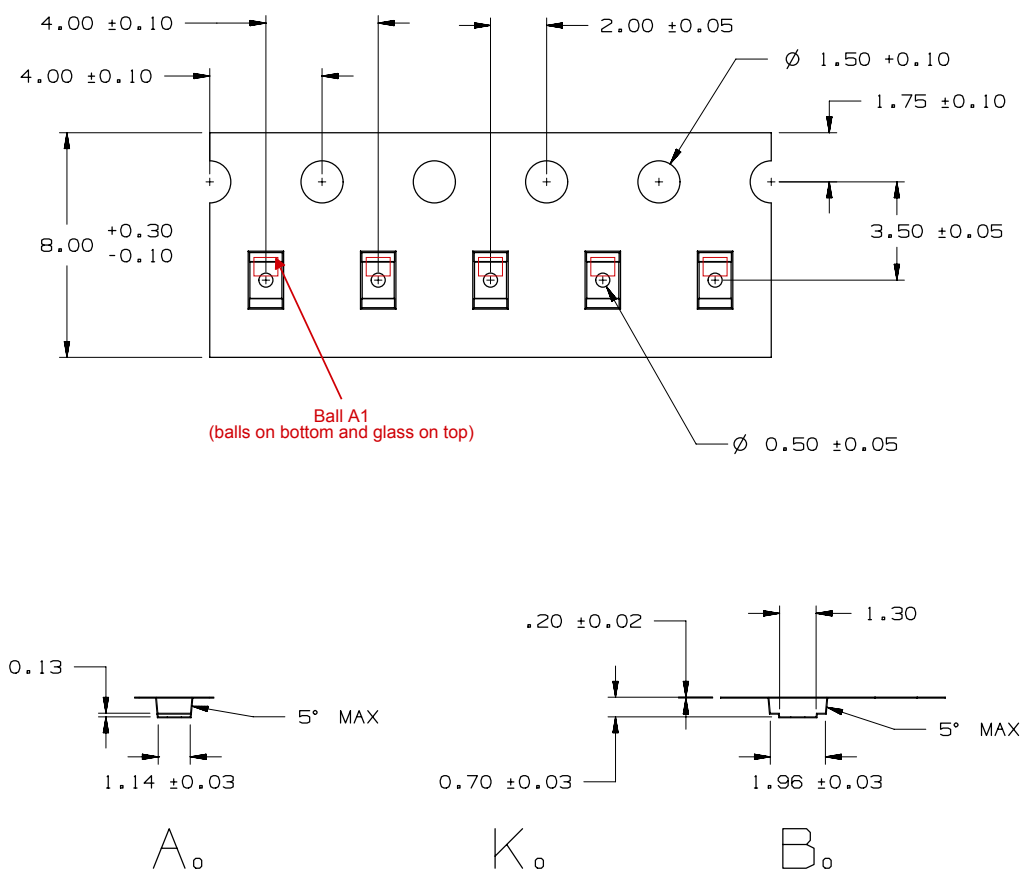 4.00 ±0.10
2.00 ±0.05
Ø 1.50 +0.10
4.00 ±0.10
1.75 ±0.10
8.00 +0.30 -0.10
3.50 ±0.05
Ball A1
(balls on bottom and glass on top)
Ø 0.50 ±0.05
.20 ±0.02
1.30
0.13
5° MAX
5° MAX
1.14 ±0.03
0.70 ±0.03
1.96 ±0.03
Ao
Ko
Bo